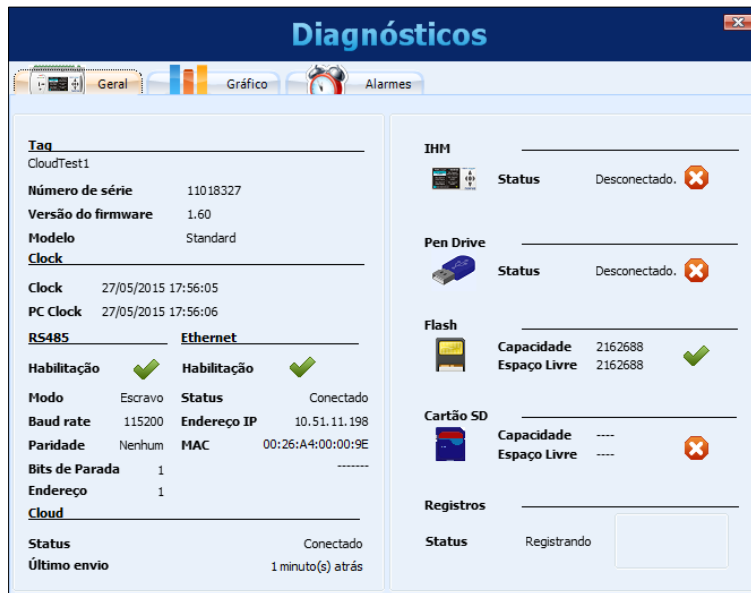 Diagnósticos
Geral Gráfico Alarmes
Tag
CloudTest1
Número de série 11018327
Versão do firmware 1.60
Modelo Standard
Clock
Clock 27/05/2015 17:56:05
PC Clock 27/05/2015 17:56:06
RS485 Ethernet
Habilitação Habilitação
Modo Escravo Status Conectado
Baud rate 115200 Endereço IP 10.51.11.198
Paridade Nenhum MAC 00:26:A4:00:00:9E
Bits de Parada 1 -------
Endereço 1
Cloud
Status Conectado
Último envio 1 minuto(s) atrás
IHM
Status Desconectado.
Pen Drive
Status Desconectado.
Flash
Capacidade 2162688
Espaço Livre 2162688
Cartão SD
Capacidade ----
Espaço Livre ----
Registros
Status Registrando